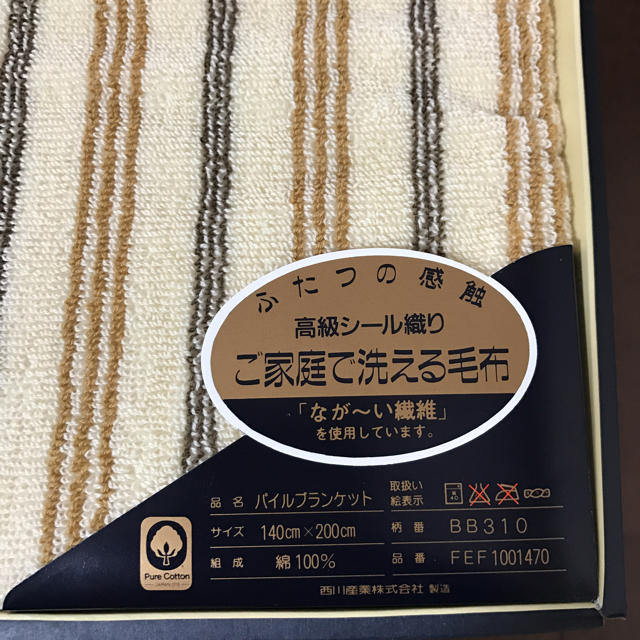 ふたつの感触
高級シール織り
ご家庭で洗える毛布
「なが〜い繊維」
を使用しています。
品名 パイルブランケット
サイズ 140cm×200cm
組成 綿100%
取扱い
絵表示
柄番 BB310
品番 FEF1001470
西川産業株式会社 製造
Pure Cotton